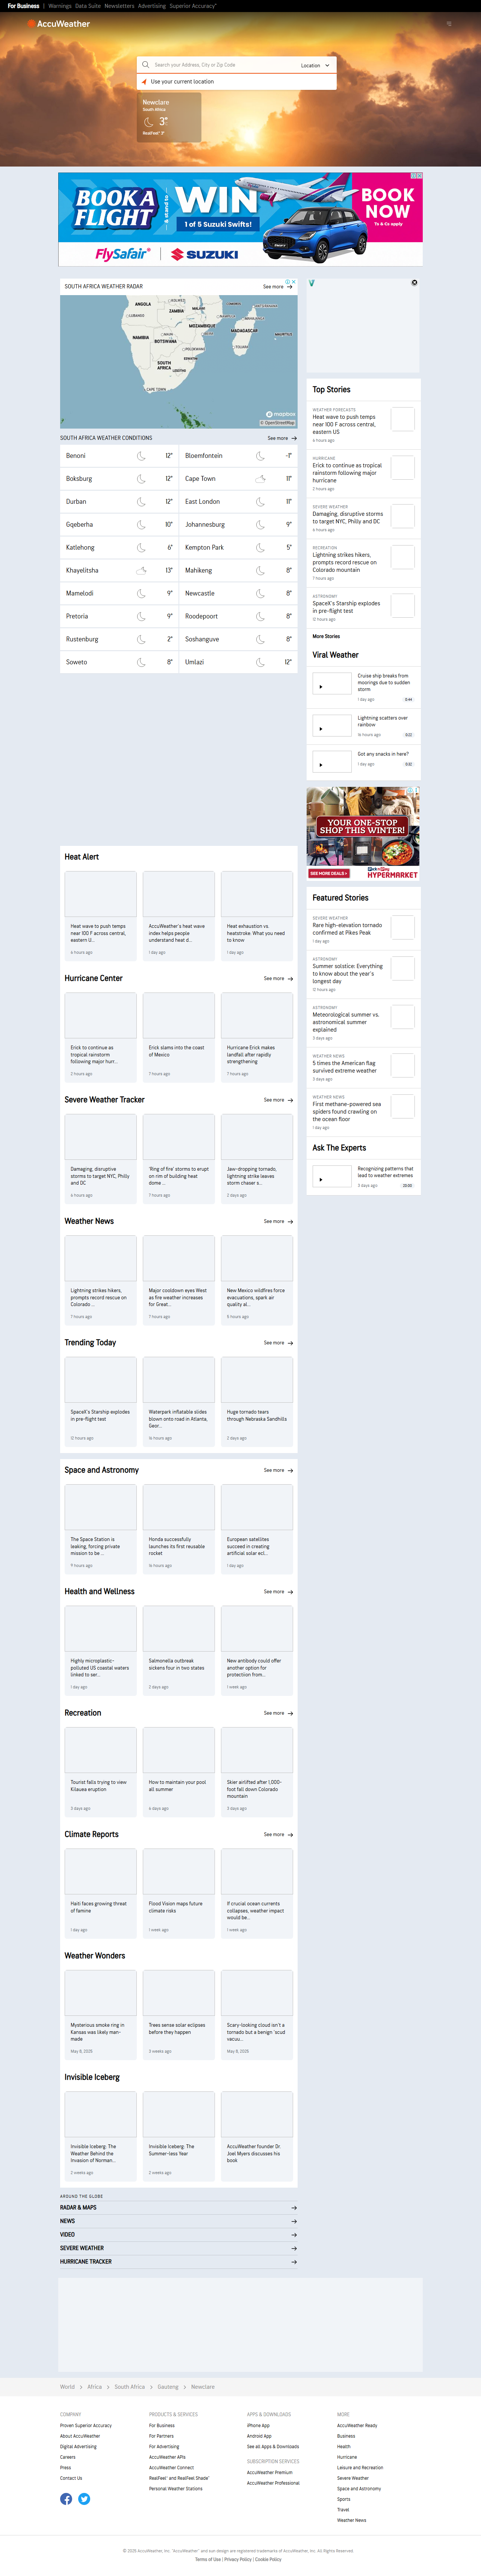 For Business | Warnings Data Suite Newsletters Advertising Superior Accuracy™
AccuWeather
Search your Address, City or Zip Code
Location
Use your current location
Newclare
South Africa
3°
RealFeel® 3°
BOOK A FLIGHT
& stand to
WIN
1 of 5 Suzuki Swifts!
BOOK NOW
Ts & Cs apply
FlySafair
SUZUKI
SOUTH AFRICA WEATHER RADAR
See more
ANGOLA
ZAMBIA
MALAWI
MOZAMBIQUE
NAMIBIA
BOTSWANA
MADAGASCAR
MAURITIUS
SOUTH AFRICA
LESOTHO
CAPE TOWN
mapbox
© OpenStreetMap
SOUTH AFRICA WEATHER CONDITIONS
See more
Benoni 12°
Bloemfontein -1°
Boksburg 12°
Cape Town 11°
Durban 12°
East London 11°
Gqeberha 10°
Johannesburg 9°
Katlehong 6°
Kempton Park 5°
Khayelitsha 13°
Mahikeng 8°
Mamelodi 9°
Newcastle 8°
Pretoria 9°
Roodepoort 8°
Rustenburg 2°
Soshanguve 8°
Soweto 8°
Umlazi 12°
Top Stories
WEATHER FORECASTS
Heat wave to push temps
near 100 F across central,
eastern US
6 hours ago
HURRICANE
Erick to continue as tropical
rainstorm following major
hurricane
2 hours ago
SEVERE WEATHER
Damaging, disruptive storms
to target NYC, Philly and DC
6 hours ago
RECREATION
Lightning strikes hikers,
prompts record rescue on
Colorado mountain
7 hours ago
ASTRONOMY
SpaceX's Starship explodes
in pre-flight test
12 hours ago
More Stories
Viral Weather
Cruise ship breaks from
moorings due to sudden
storm
1 day ago
0:44
Lightning scatters over
rainbow
16 hours ago
0:22
Got any snacks in here?
1 day ago
YOUR ONE-STOP
SHOP THIS WINTER!
SEE MORE DEALS >
Pick n Pay
HYPERMARKET
Featured Stories
SEVERE WEATHER
Rare high-elevation tornado
confirmed at Pikes Peak
1 day ago
ASTRONOMY
Summer solstice: Everything
to know about the year's
longest day
12 hours ago
ASTRONOMY
Meteorological summer vs.
astronomical summer
explained
3 days ago
WEATHER NEWS
5 times the American flag
survived extreme weather
5 days ago
WEATHER NEWS
First methane-powered sea
spiders found crawling on
the ocean floor
1 day ago
Ask The Experts
Recognizing patterns that
lead to weather extremes
3 days ago
Heat Alert
Heat wave to push temps
near 100 F across central,
eastern U...
6 hours ago
AccuWeather's heat wave
index helps people
understand heat d...
1 day ago
Heat exhaustion vs.
heatstroke: What you need
to know
1 day ago
Hurricane Center
See more
Erick to continue as
tropical rainstorm
following major hurr...
2 hours ago
Erick slams into the coast
of Mexico
7 hours ago
Hurricane Erick makes
landfall after rapidly
strengthening
7 hours ago
Severe Weather Tracker
See more
Damaging, disruptive
storms to target NYC, Philly
and DC
6 hours ago
'Ring of fire' storms to erupt
on rim of building heat
dome ...
7 hours ago
Jaw-dropping tornado,
lightning strike leaves
storm chaser s...
2 days ago
Weather News
See more
Lightning strikes hikers,
prompts record rescue on
Colorado ...
7 hours ago
Major cooldown eyes West
as fire weather increases
for Great...
7 hours ago
New Mexico wildfires force
evacuations, spark air
quality al...
9 hours ago
Trending Today
See more
SpaceX's Starship explodes
in pre-flight test
12 hours ago
Waterpark inflatable slides
blown onto road in Atlanta,
Geor...
16 hours ago
Huge tornado tears
through Nebraska Sandhills
2 days ago
Space and Astronomy
See more
The Space Station is
leaking, forcing private
mission to be ...
11 hours ago
Honda successfully
launches its first reusable
rocket
14 hours ago
European satellites
succeed in creating
artificial solar ecl...
1 day ago
Health and Wellness
See more
Highly microplastic-
polluted US coastal waters
linked to ser...
1 day ago
Salmonella outbreak
sickens four in two states
2 days ago
New antibody could offer
another option for
protection from...
1 week ago
Recreation
See more
Tourist falls trying to view
Kilauea eruption
3 days ago
How to maintain your pool
all summer
6 days ago
Skier airlifted after 1,000-
foot fall down Colorado
mountain
3 days ago
Climate Reports
See more
Haiti faces growing threat
of famine
1 day ago
Flood Vision maps future
climate risks
1 week ago
If crucial ocean currents
collapses, weather impact
would be...
1 week ago
Weather Wonders
Mysterious smoke ring in
Kansas was likely man-
made
May 8, 2025
Trees sense solar eclipses
before they happen
3 weeks ago
Scary-looking cloud isn't a
tornado but a benign 'scud
vacuu...
May 8, 2025
Invisible Iceberg
Invisible Iceberg: The
Weather Behind the
Invasion of Norman...
2 weeks ago
Invisible Iceberg: The
Summer-less Year
2 weeks ago
AccuWeather founder Dr.
Joel Myers discusses his
book
AROUND THE GLOBE
RADAR & MAPS
NEWS
VIDEO
SEVERE WEATHER
HURRICANE TRACKER
World > Africa > South Africa > Gauteng > Newclare
COMPANY
Proven Superior Accuracy
About AccuWeather
Digital Advertising
Careers
Press
Contact Us
PRODUCTS & SERVICES
For Business
For Partners
For Advertising
AccuWeather APIs
AccuWeather Connect
RealFeel® and RealFeel Shade™
Personal Weather Stations
APPS & DOWNLOADS
iPhone App
Android App
See all Apps & Downloads
SUBSCRIPTION SERVICES
AccuWeather Premium
AccuWeather Professional
MORE
AccuWeather Ready
Business
Health
Hurricane
Leisure and Recreation
Severe Weather
Space and Astronomy
Sports
Travel
Weather News
© 2025 AccuWeather, Inc. "AccuWeather" and sun design are registered trademarks of AccuWeather, Inc. All Rights Reserved.
Terms of Use | Privacy Policy | Cookie Policy